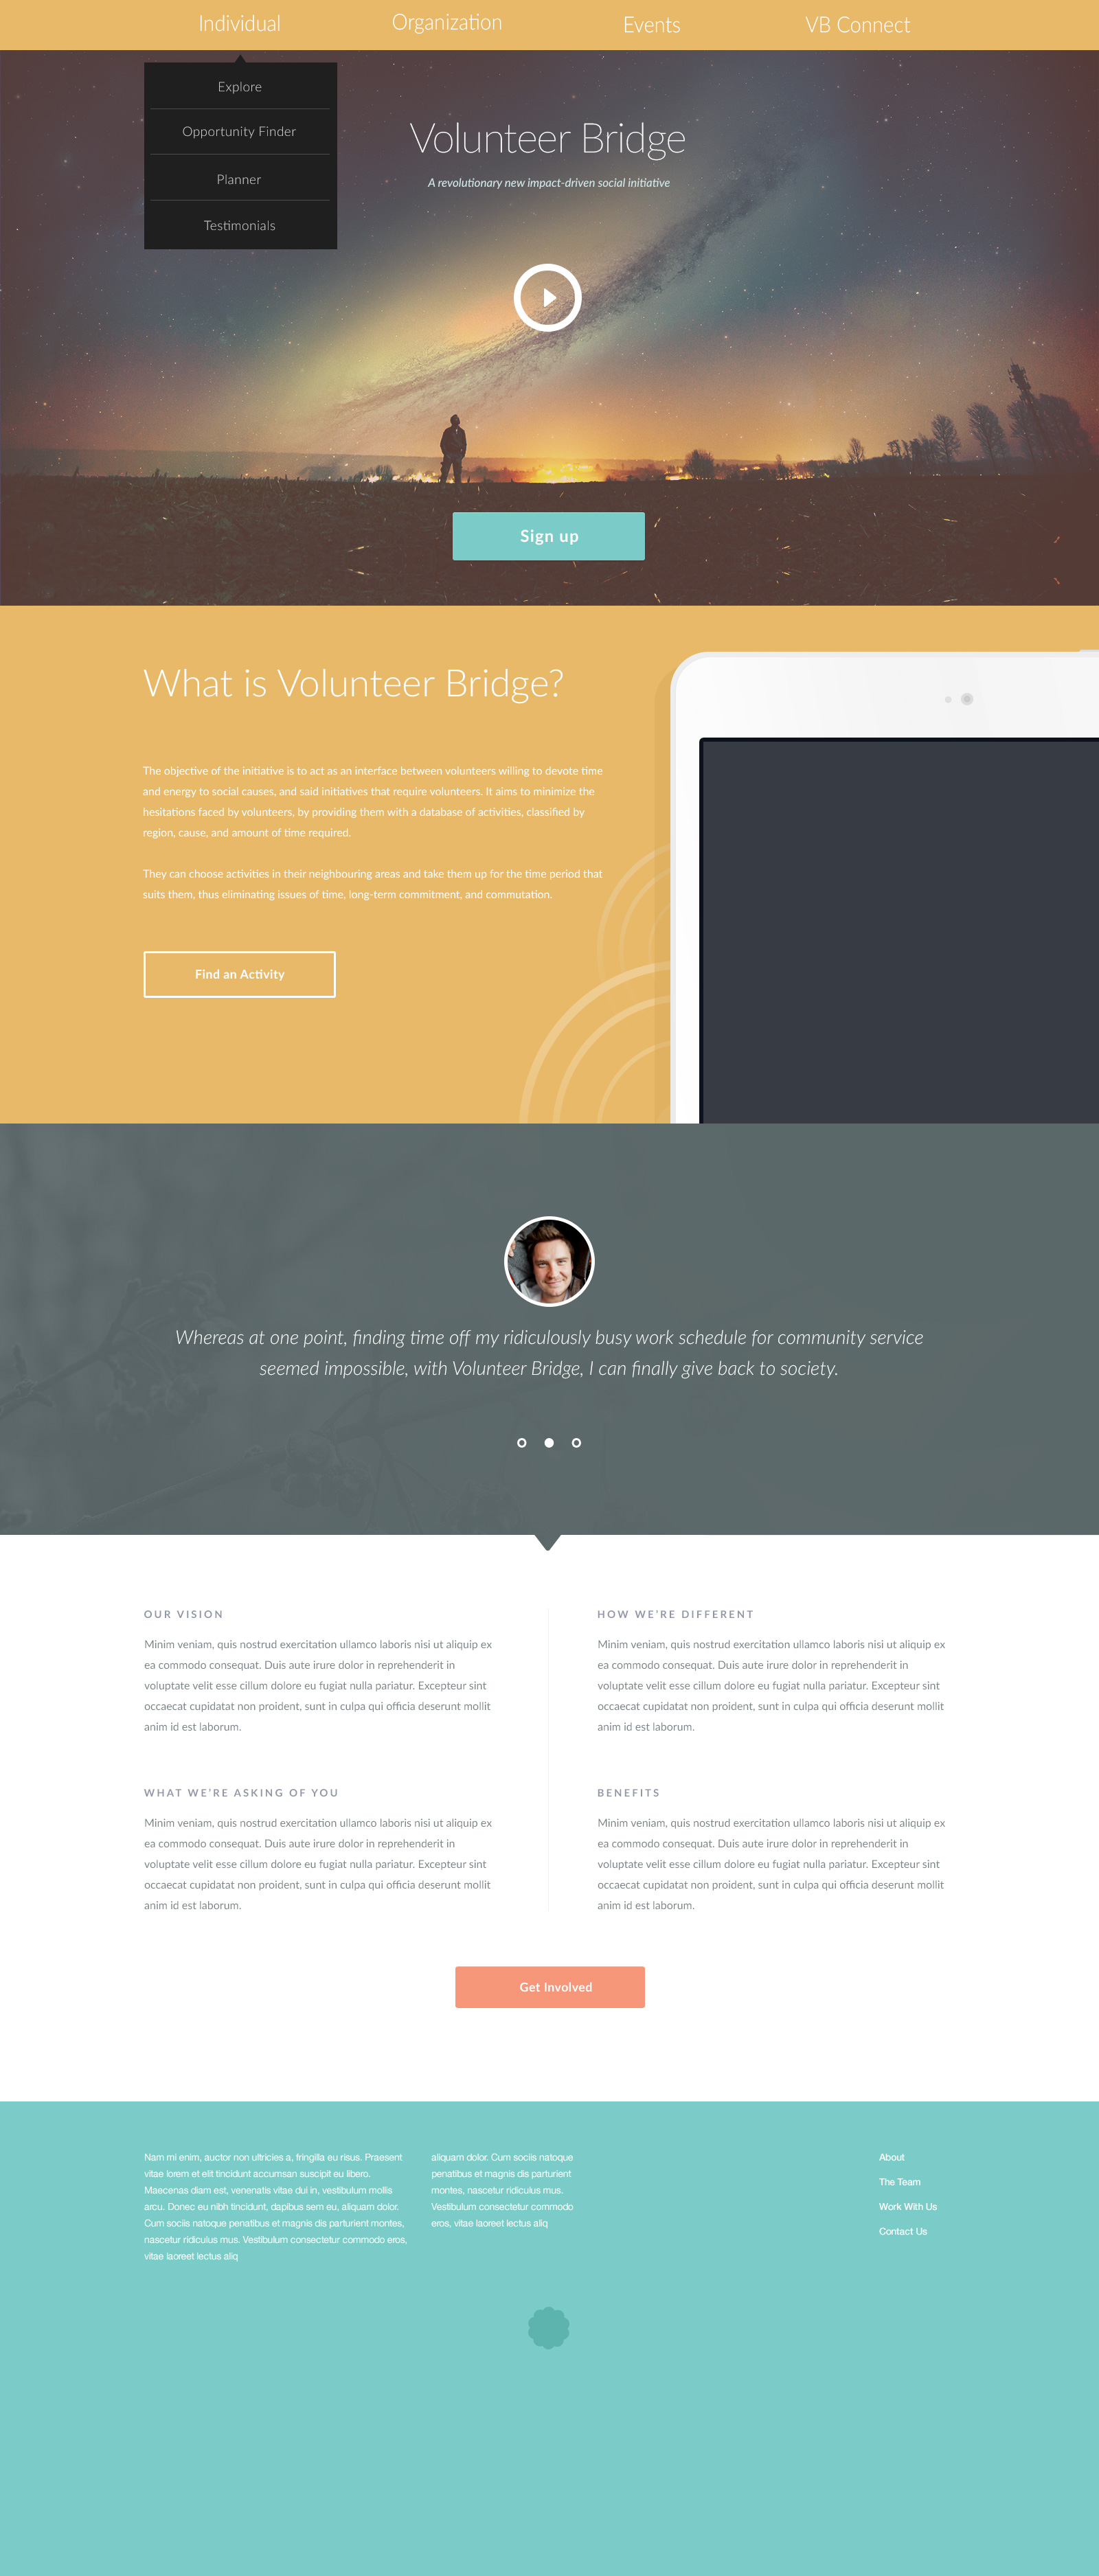 Individual
Organization
Events
VB Connect
Explore
Opportunity Finder
Planner
Testimonials
Volunteer Bridge
A revolutionary new impact-driven social initiative
Sign up
What is Volunteer Bridge?
The objective of the initiative is to act as an interface between volunteers willing to devote time
and energy to social causes, and said initiatives that require volunteers. It aims to minimize the
hesitations faced by volunteers, by providing them with a database of activities, classified by
region, cause, and amount of time required.
They can choose activities in their neighbouring areas and take them up for the time period that
suits them, thus eliminating issues of time, long-term commitment, and commutation.
Find an Activity
Whereas at one point, finding time off my ridiculously busy work schedule for community service
seemed impossible, with Volunteer Bridge, I can finally give back to society.
OUR VISION
Minim veniam, quis nostrud exercitation ullamco laboris nisi ut aliquip ex
ea commodo consequat. Duis aute irure dolor in reprehenderit in
voluptate velit esse cillum dolore eu fugiat nulla pariatur. Excepteur sint
occaecat cupidatat non proident, sunt in culpa qui officia deserunt mollit
anim id est laborum.
HOW WE'RE DIFFERENT
Minim veniam, quis nostrud exercitation ullamco laboris nisi ut aliquip ex
ea commodo consequat. Duis aute irure dolor in reprehenderit in
voluptate velit esse cillum dolore eu fugiat nulla pariatur. Excepteur sint
occaecat cupidatat non proident, sunt in culpa qui officia deserunt mollit
anim id est laborum.
WHAT WE'RE ASKING OF YOU
Minim veniam, quis nostrud exercitation ullamco laboris nisi ut aliquip ex
ea commodo consequat. Duis aute irure dolor in reprehenderit in
voluptate velit esse cillum dolore eu fugiat nulla pariatur. Excepteur sint
occaecat cupidatat non proident, sunt in culpa qui officia deserunt mollit
anim id est laborum.
BENEFITS
Minim veniam, quis nostrud exercitation ullamco laboris nisi ut aliquip ex
ea commodo consequat. Duis aute irure dolor in reprehenderit in
voluptate velit esse cillum dolore eu fugiat nulla pariatur. Excepteur sint
occaecat cupidatat non proident, sunt in culpa qui officia deserunt mollit
anim id est laborum.
Get Involved
Nam mi enim, auctor non ultricies a, fringilla eu risus. Praesent
vitae lorem et elit tincidunt accumsan suscipit eu libero.
Maecenas diam est, venenatis vitae dui in, vestibulum mollis
arcu. Donec eu nibh tincidunt, dapibus sem eu, aliquam dolor.
Cum sociis natoque penatibus et magnis dis parturient montes,
nascetur ridiculus mus. Vestibulum consectetur commodo eros,
vitae laoreet lectus aliq
aliquam dolor. Cum sociis natoque
penatibus et magnis dis parturient
montes, nascetur ridiculus mus.
Vestibulum consectetur commodo
eros, vitae laoreet lectus aliq
About
The Team
Work With Us
Contact Us